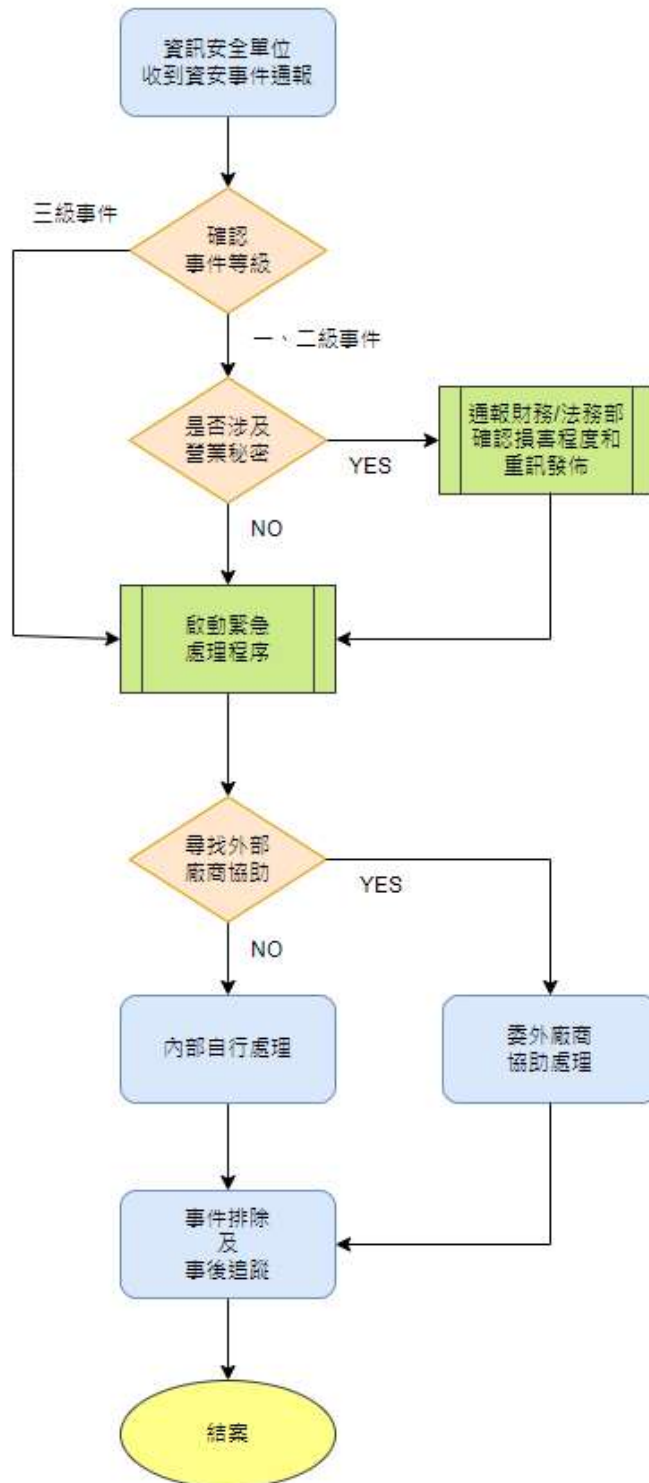 資訊安全單位
收到資安事件通報
三級事件
確認
事件等級
一、二級事件
是否涉及
營業秘密
YES
通報財務/法務部
確認損害程度和
重訊發佈
NO
啟動緊急
處理程序
尋找外部
廠商協助
YES
NO
內部自行處理
委外廠商
協助處理
事件排除
及
事後追蹤
結案